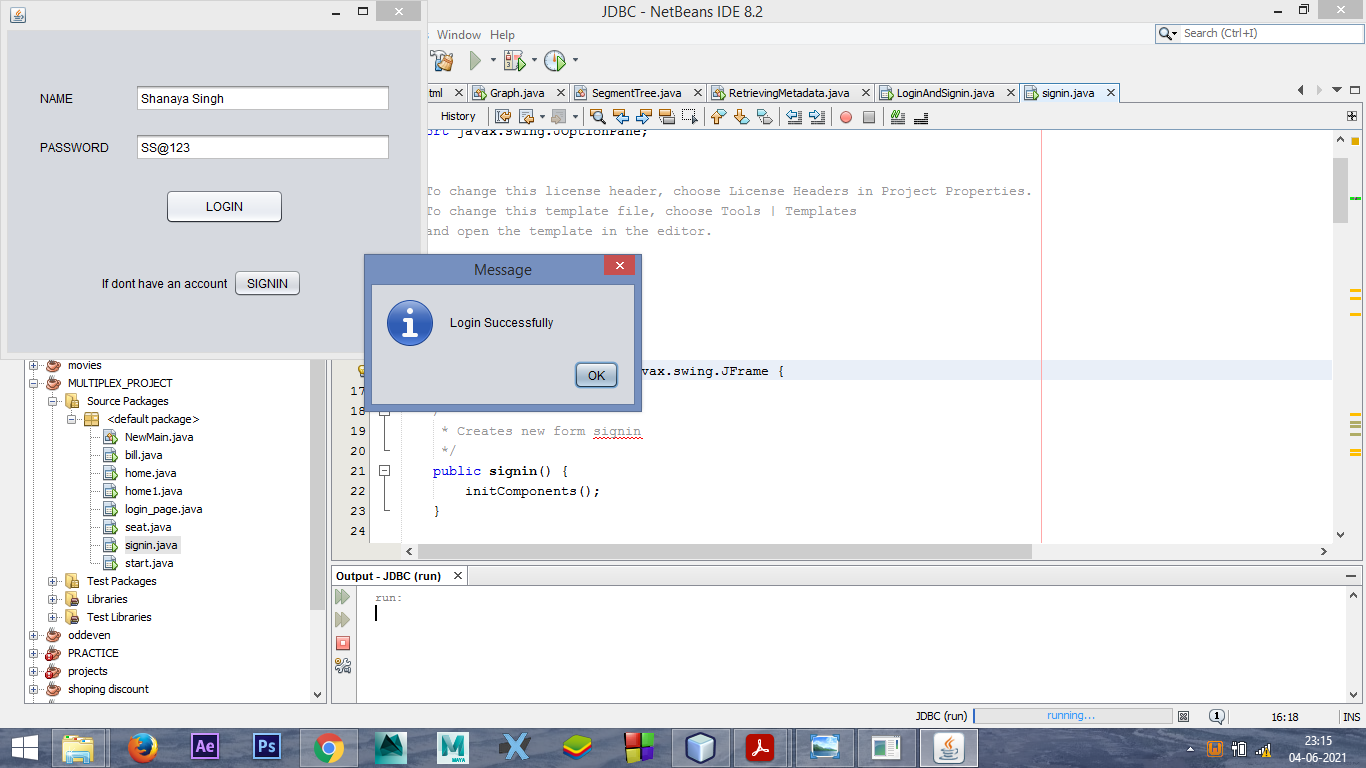 JDBC - NetBeans IDE 8.2
Window Help
Search (Ctrl+I)
NAME
Shanaya Singh
PASSWORD
SS@123
LOGIN
If dont have an account
SIGNIN
Graph.java
SegmentTree.java
RetrievingMetadata.java
LoginAndSignin.java
signin.java
History
javax.swing.JOptionPane;
To change this license header, choose License Headers in Project Properties.
To change this template file, choose Tools | Templates
and open the template in the editor.
Message
Login Successfully
OK
.swing.JFrame {
17
18
19 * Creates new form signin
20 */
21 public signin() {
22 initComponents();
23 }
24
movies
MULTIPLEX_PROJECT
Source Packages
<default package>
NewMain.java
bill.java
home.java
home1.java
login_page.java
seat.java
signin.java
start.java
Test Packages
Libraries
Test Libraries
oddeven
PRACTICE
projects
shoping discount
Output - JDBC (run)
run:
JDBC (run)
running...
1
16:18
INS
Ae
Ps
MAYA
23:15
04-06-2021